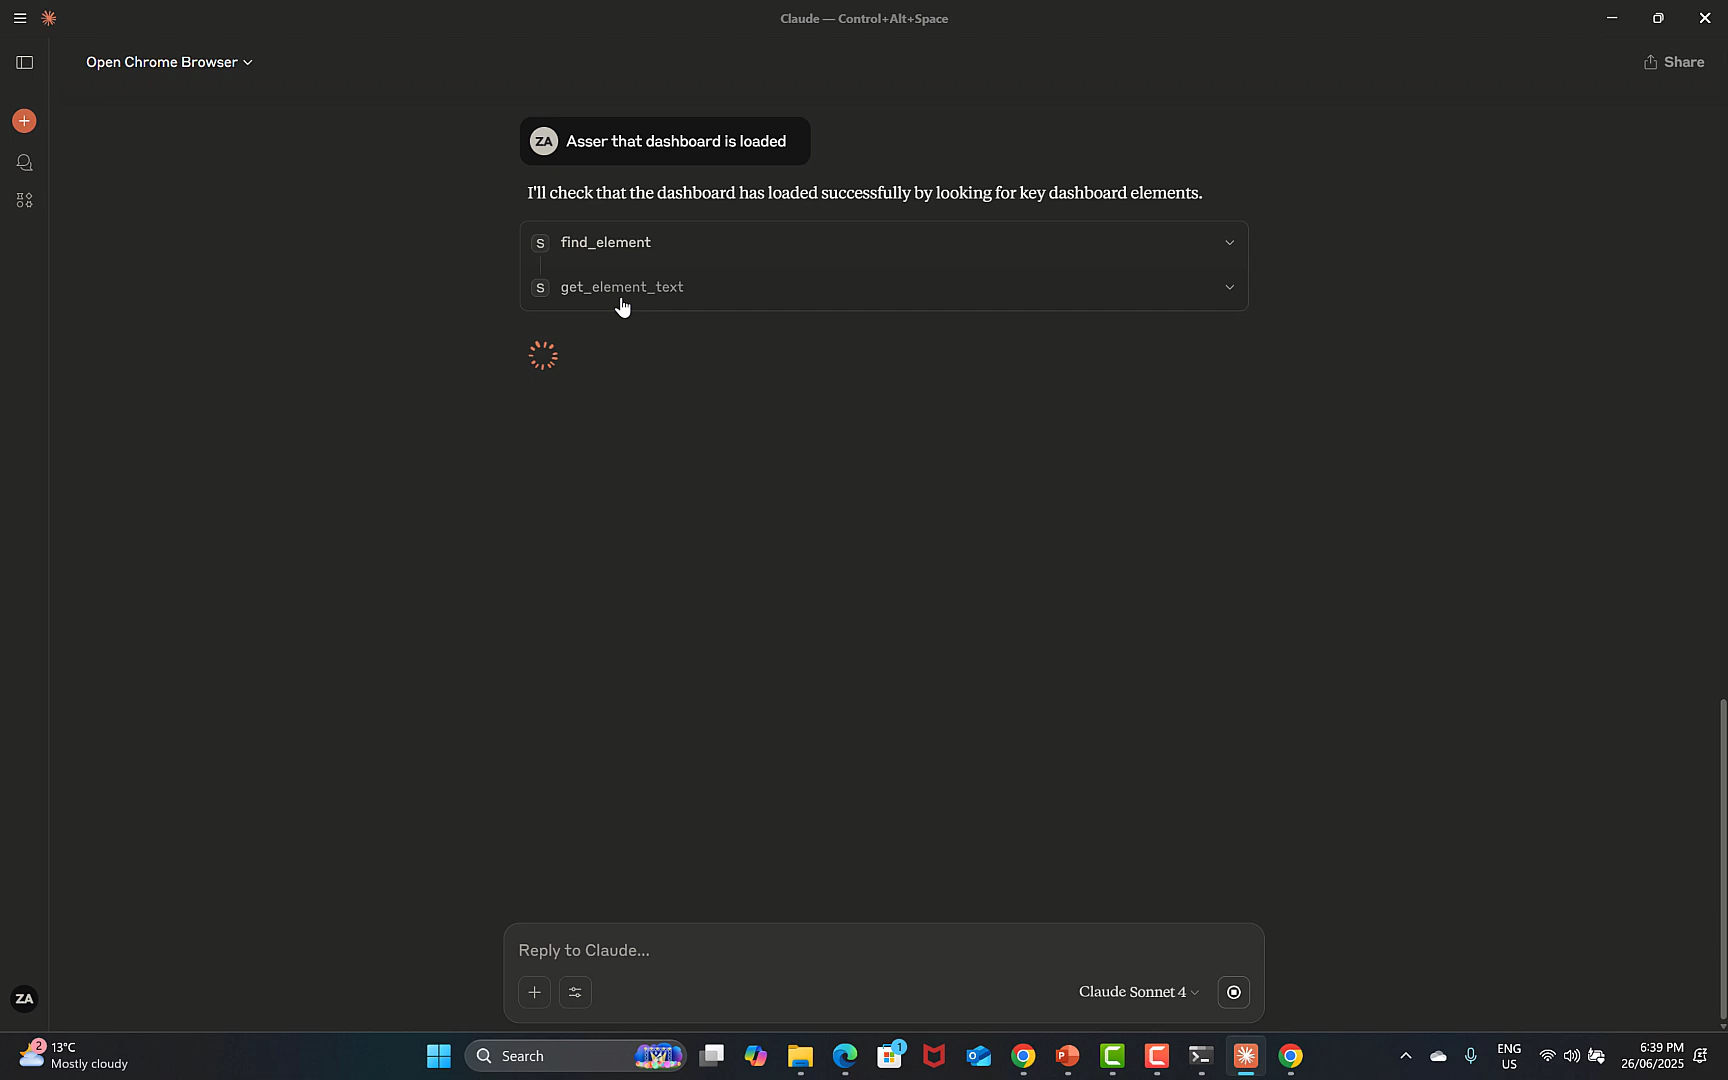 Claude — Control+Alt+Space
Open Chrome Browser
Share
ZA
Asser that dashboard is loaded
I'll check that the dashboard has loaded successfully by looking for key dashboard elements.
S
find_element
S
get_element_text
Reply to Claude...
Claude Sonnet 4
ZA
2
13°C
Mostly cloudy
Search
1
ENG
US
6:39 PM
26/06/2025